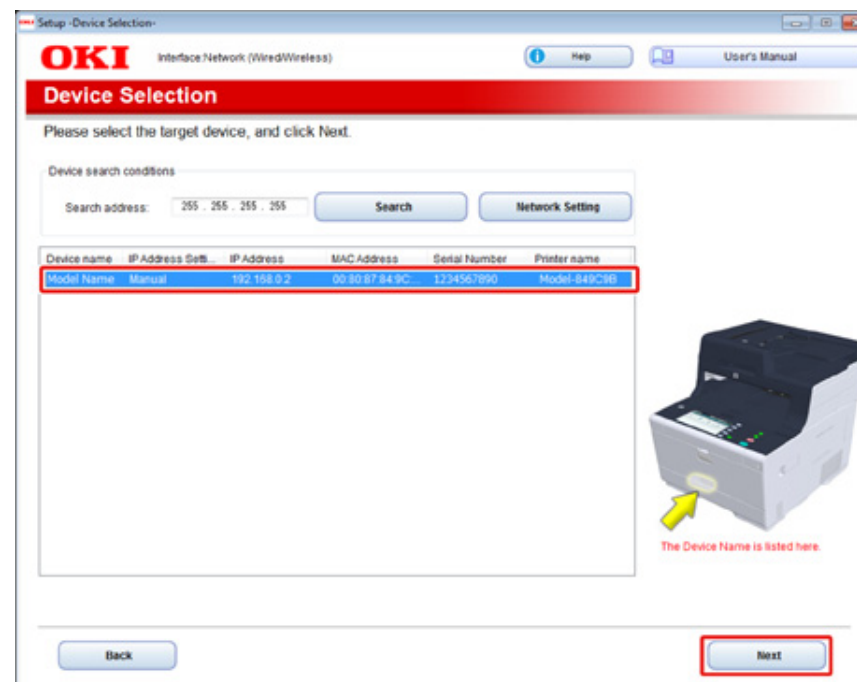 Setup -Device Selection-
OKI Interface:Network (Wired/Wireless) Help User's Manual
Device Selection
Please select the target device, and click Next.
Device search conditions
Search address: 255 . 255 . 255 . 255 Search Network Setting
Device name IP Address Setti... IP Address MAC Address Serial Number Printer name
Model Name Manual 192.168.0.2 00:80:87:84:9C:... 1234567890 Model-849C9B
The Device Name is listed here.
Back Next